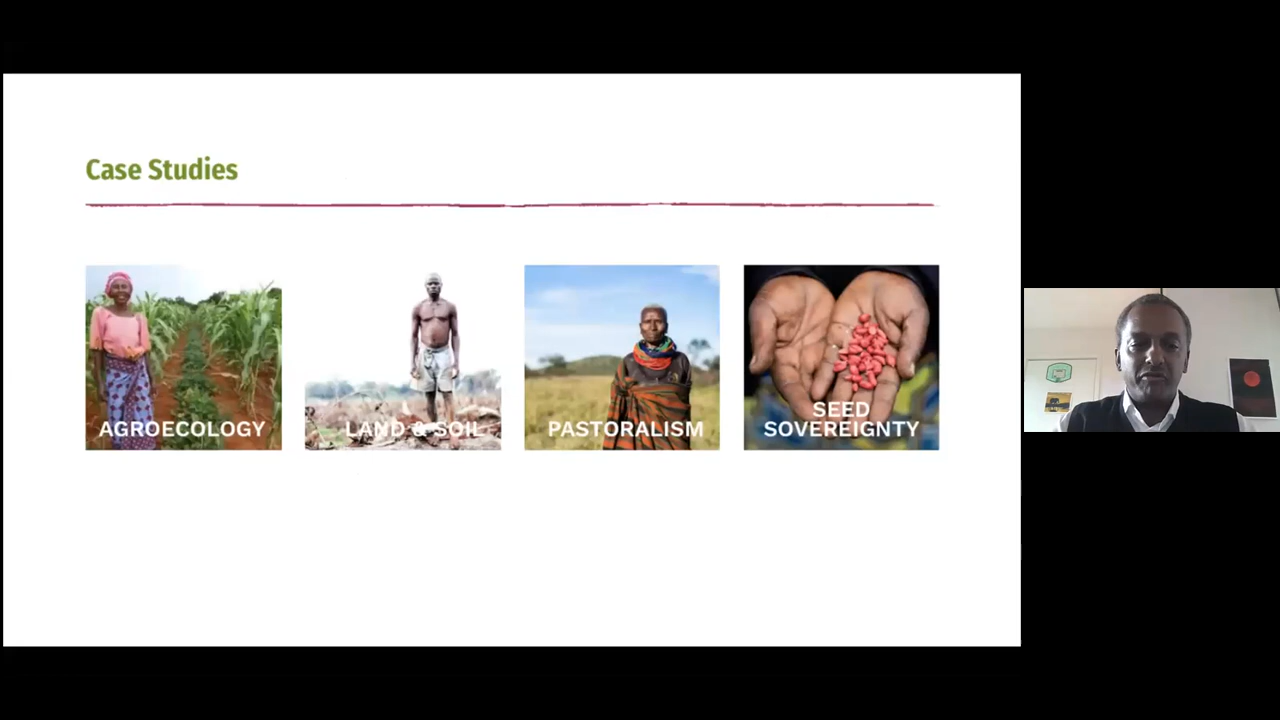 Case Studies
AGROECOLOGY
LAND & SOIL
PASTORALISM
SEED
SOVEREIGNTY